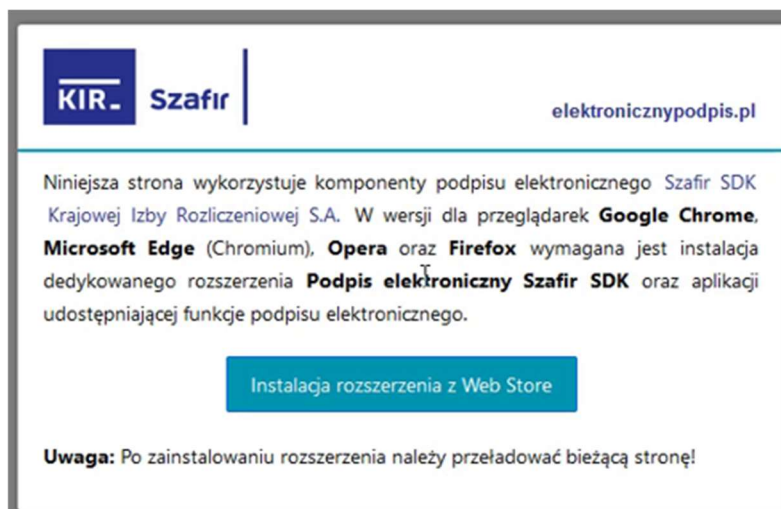 KIR Szafir
elektronicznypodpis.pl
Niniejsza strona wykorzystuje komponenty podpisu elektronicznego Szafir SDK
Krajowej Izby Rozliczeniowej S.A. W wersji dla przeglądarek Google Chrome,
Microsoft Edge (Chromium), Opera oraz Firefox wymagana jest instalacja
dedykowanego rozszerzenia Podpis elektroniczny Szafir SDK oraz aplikacji
udostępniającej funkcje podpisu elektronicznego.
Instalacja rozszerzenia z Web Store
Uwaga: Po zainstalowaniu rozszerzenia należy przeładować bieżącą stronę!